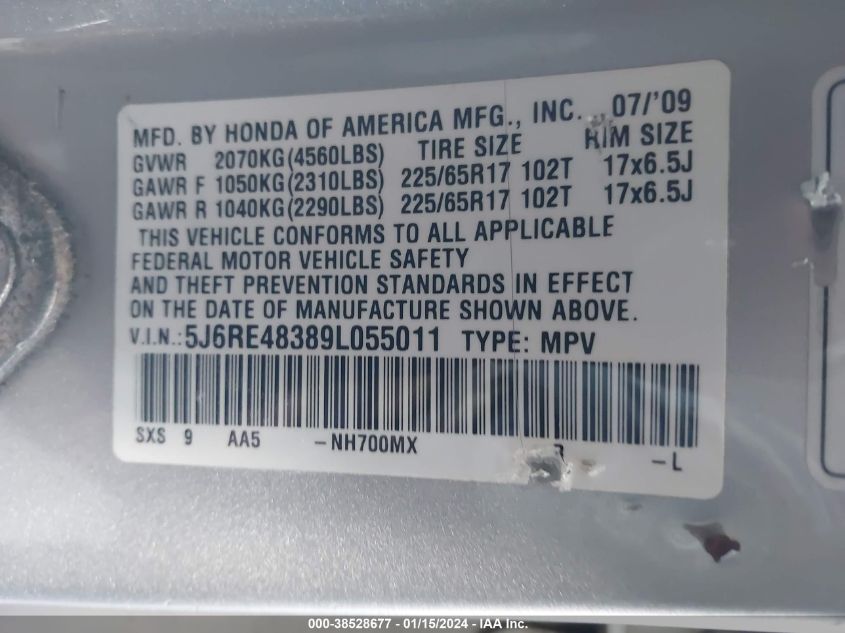 MFD. BY HONDA OF AMERICA MFG., INC. 07/'09
GVWR 2070KG(4560LBS) TIRE SIZE RIM SIZE
GAWR F 1050KG(2310LBS) 225/65R17 102T 17x6.5J
GAWR R 1040KG(2290LBS) 225/65R17 102T 17x6.5J
THIS VEHICLE CONFORMS TO ALL APPLICABLE
FEDERAL MOTOR VEHICLE SAFETY
AND THEFT PREVENTION STANDARDS IN EFFECT
ON THE DATE OF MANUFACTURE SHOWN ABOVE.
V.I.N.:5J6RE48389L055011 TYPE: MPV
SXS 9 AA5 -NH700MX -L
000-38528677 - 01/15/2024 - IAA Inc.